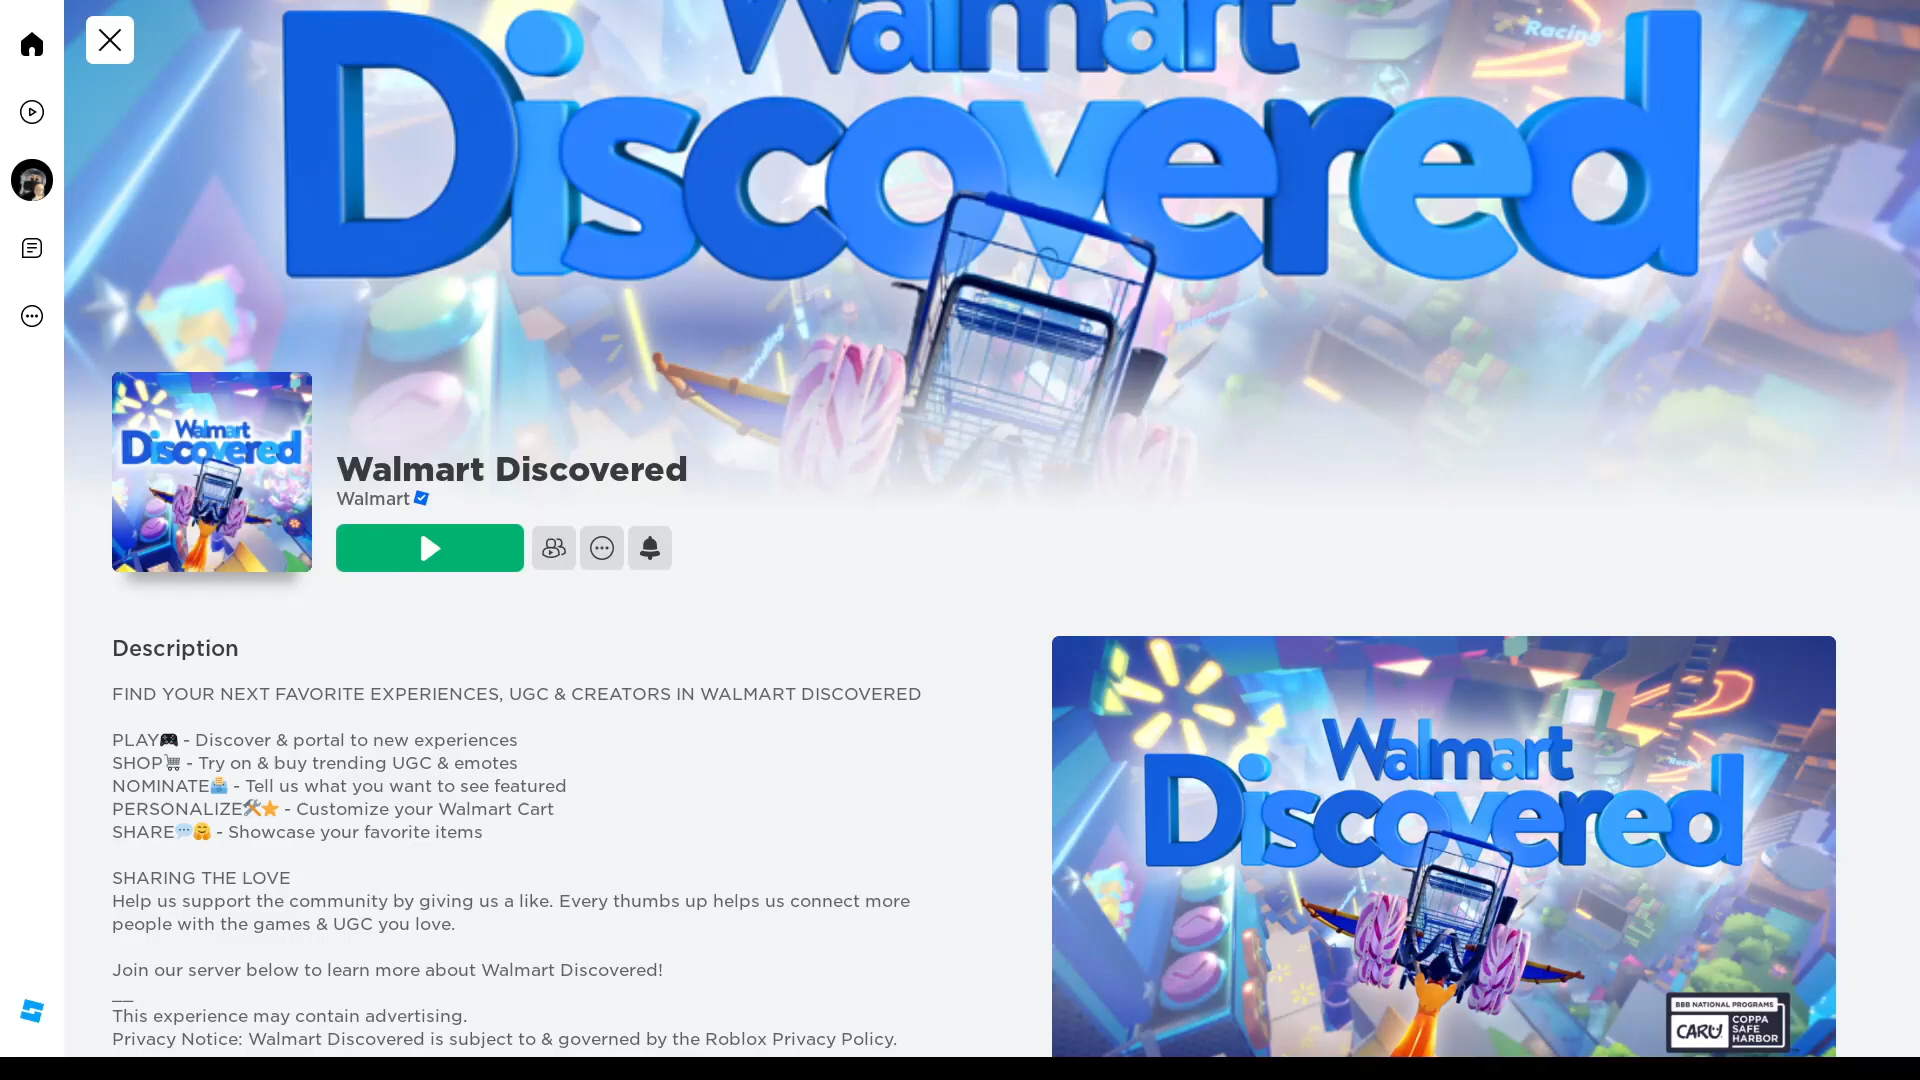 Walmart
Discovered
Racing
Walmart
Discovered
Walmart Discovered
Walmart
Description
FIND YOUR NEXT FAVORITE EXPERIENCES, UGC & CREATORS IN WALMART DISCOVERED
PLAY🎮 - Discover & portal to new experiences
SHOP🛒 - Try on & buy trending UGC & emotes
NOMINATE🗳️ - Tell us what you want to see featured
PERSONALIZE🛠️⭐ - Customize your Walmart Cart
SHARE💬🤗 - Showcase your favorite items
SHARING THE LOVE
Help us support the community by giving us a like. Every thumbs up helps us connect more
people with the games & UGC you love.
Join our server below to learn more about Walmart Discovered!
__
This experience may contain advertising.
Privacy Notice: Walmart Discovered is subject to & governed by the Roblox Privacy Policy.
Walmart
Discovered
Racing
BBB NATIONAL PROGRAMS
CARU
COPPA
SAFE
HARBOR